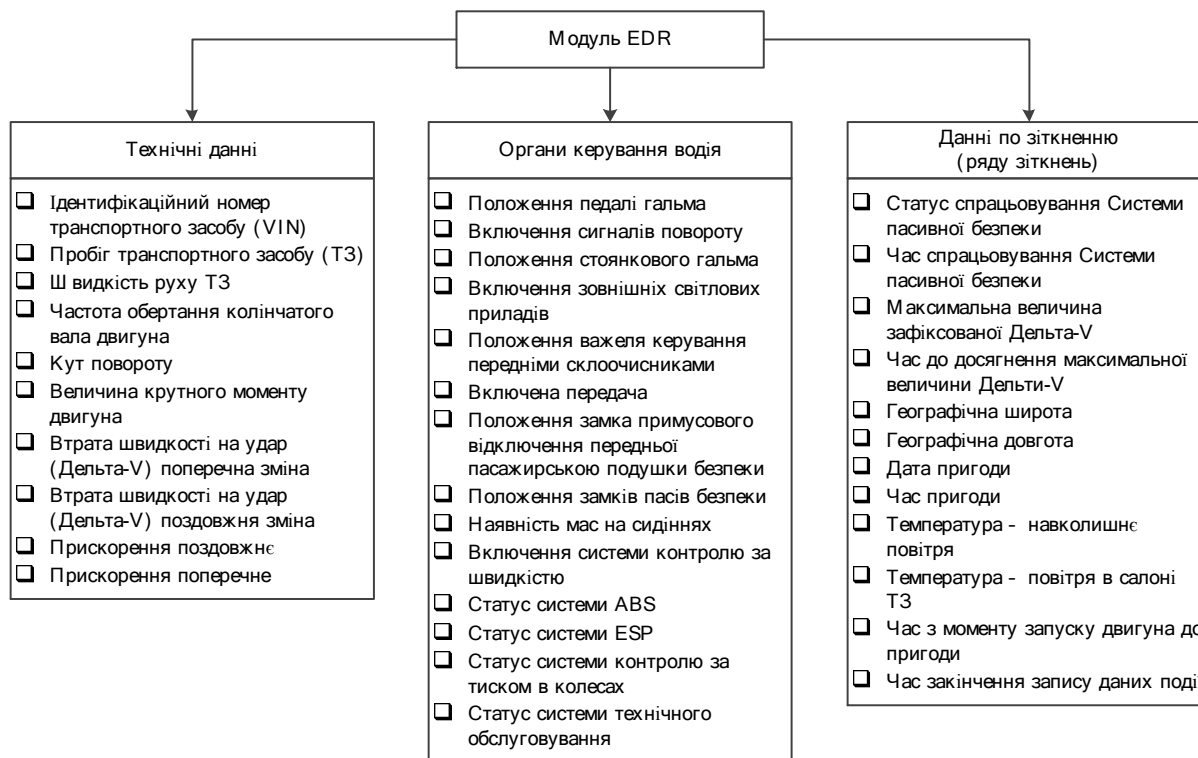 Модуль EDR
Технічні данні
Ідентифікаційний номер
транспортного засобу (VIN)
Пробіг транспортного засобу (ТЗ)
Швидкість руху ТЗ
Частота обертання колінчатого
вала двигуна
Кут повороту
Величина крутного моменту
двигуна
Втрата швидкості на удар
(Дельта-V) поперечна зміна
Втрата швидкості на удар
(Дельта-V) поздовжня зміна
Прискорення поздовжнє
Прискорення поперечне
Органи керування водія
Положення педалі гальма
Включення сигналів повороту
Положення стоянкового гальма
Включення зовнішніх світлових
приладів
Положення важеля керування
передніми склоочисниками
Включена передача
Положення замка примусового
відключення передньої
пасажирською подушки безпеки
Положення замків пасів безпеки
Наявність мас на сидіннях
Включення системи контролю за
швидкістю
Статус системи ABS
Статус системи ESP
Статус системи контролю за
тиском в колесах
Статус системи технічного
обслуговування
Данні по зіткненню
(ряду зіткнень)
Статус спрацьовування Системи
пасивної безпеки
Час спрацьовування Системи
пасивної безпеки
Максимальна величина
зафіксованої Дельта-V
Час до досягнення максимальної
величини Дельти-V
Географічна широта
Географічна довгота
Дата пригоди
Час пригоди
Температура - навколишнє
повітря
Температура - повітря в салоні
ТЗ
Час з моменту запуску двигуна до
пригоди
Час закінчення запису даних події